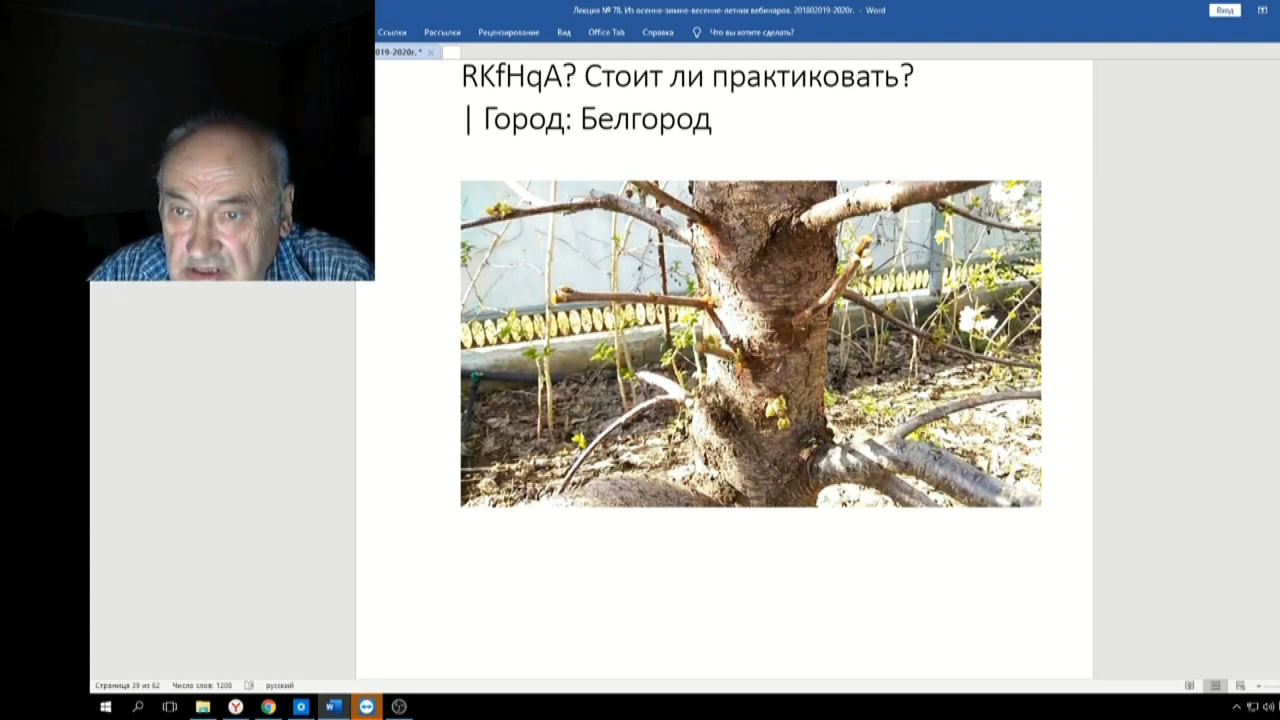 Лекция № 78. Из осенне-зимне-весенне-летних вебинаров. 201802019-2020г. - Word
Вход
Ссылки Рассылки Рецензирование Вид Office Tab Справка Что вы хотите сделать?
019-2020г. *
RKfHqA? Стоит ли практиковать?
| Город: Белгород
Страница 39 из 62 Число слов: 1208 русский